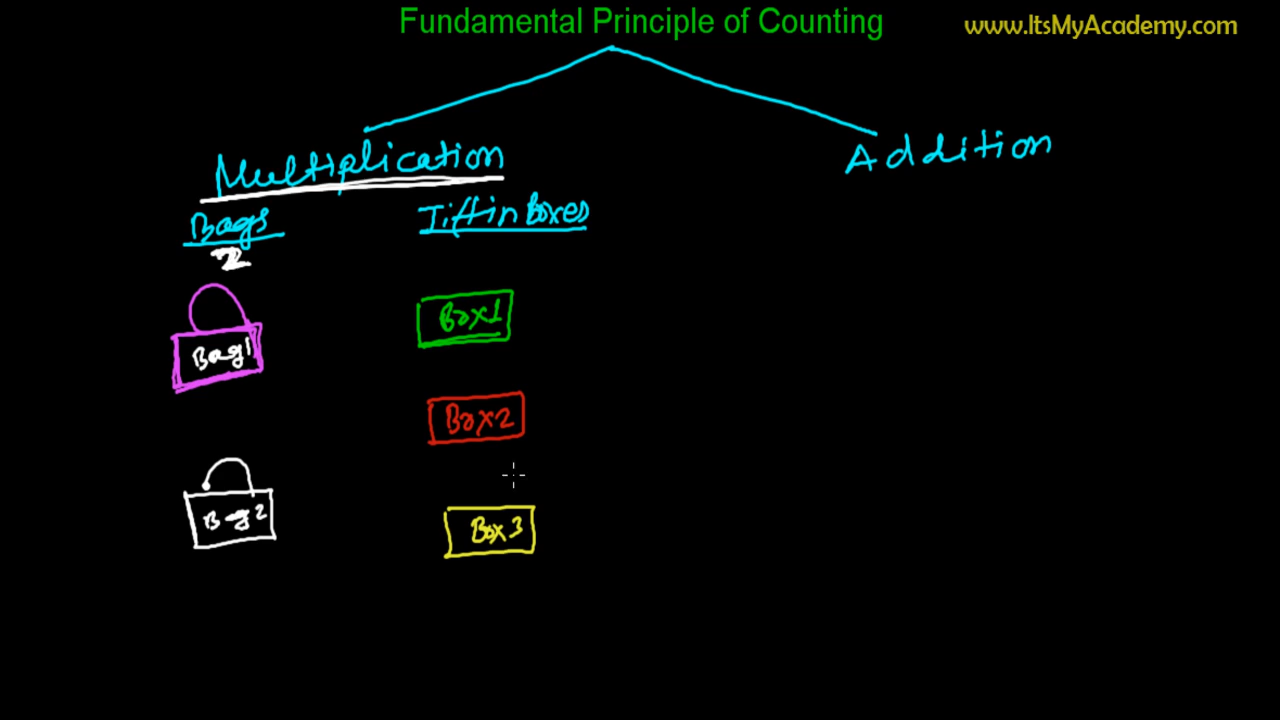 Fundamental Principle of Counting
www.ItsMyAcademy.com
Multiplication
Addition
Bags
Tiffin Boxes
2
Bag1
Box1
Box2
Bag2
Box3